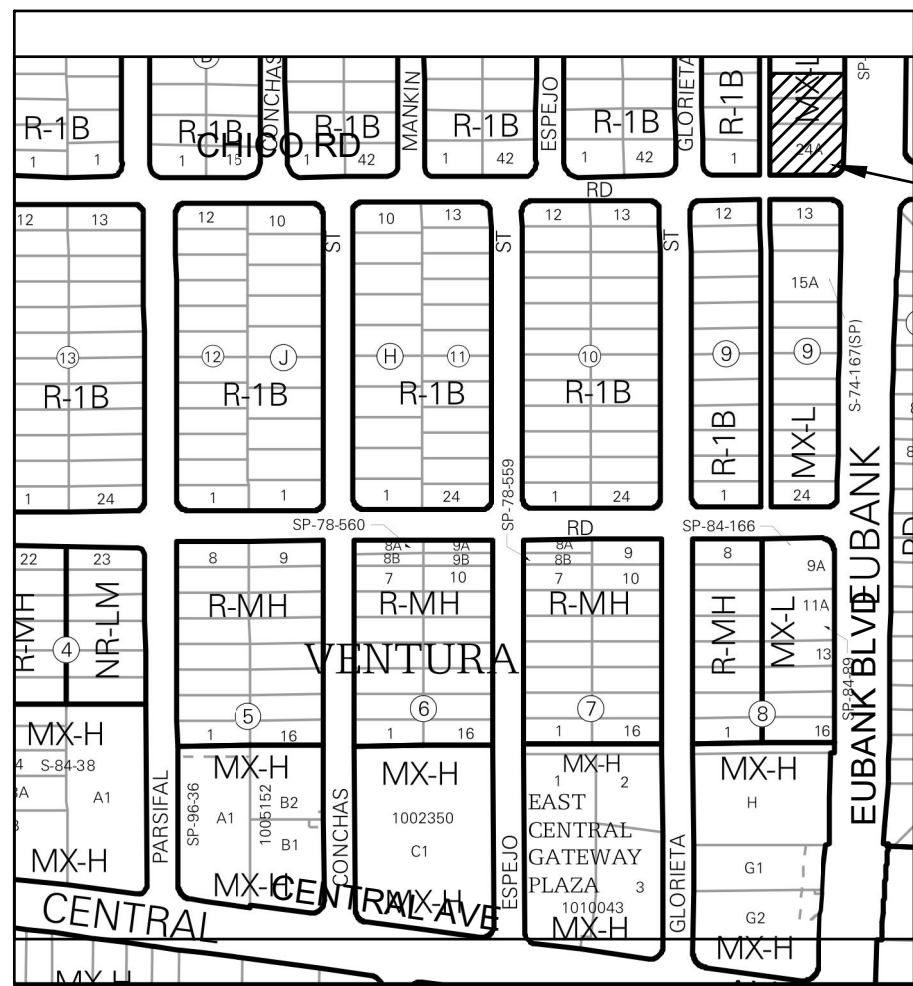 CONCHAS
MANKIN
ESPEJO
GLORIETA
R-1B
MX-L
SP-
R-1B
R-1B
R-1B
R-1B
R-1B
CHICO RD
1
1
1
15
1
42
1
42
1
42
1
24A
RD
12
13
12
10
10
13
12
13
12
13
ST
ST
ST
15A
S-74-167(SP)
13
12
J
H
11
10
9
9
R-1B
R-1B
R-1B
R-1B
R-1B
MX-L
1
24
1
1
1
24
1
24
1
24
EUBANK
SP-78-560
SP-78-559
RD
SP-84-166
22
23
8
9
8A
9A
8B
9B
7
10
8A
8B
9
7
10
8
9A
R-MH
NR-LM
R-MH
R-MH
R-MH
R-MH
MX-L
11A
13
SP-84-89
EUBANK BLVD
VENTURA
4
5
6
7
8
1
16
1
16
1
16
1
16
MX-H
MX-H
MX-H
MX-H
MX-H
S-84-38
A1
PARSIFAL
SP-96-36
A1
1005152
B2
B1
CONCHAS
1002350
C1
ESPEJO
1
2
EAST
CENTRAL
GATEWAY
PLAZA
3
1010043
GLORIETA
H
G1
G2
MX-H
MX-H
MX-H
MX-H
MX-H
CENTRAL
CENTRAL AVE
MX-H